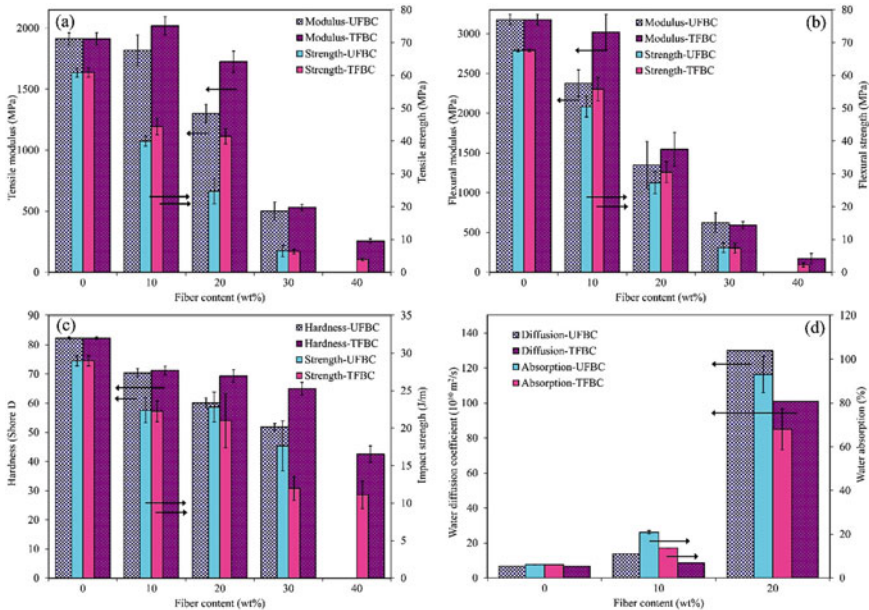 (a)
Modulus-UFBC
Modulus-TFBC
Strength-UFBC
Strength-TFBC
Tensile modulus (MPa)
2000
1500
1000
500
0
Tensile strength (MPa)
80
70
60
50
40
30
20
10
0
0 10 20 30 40
Fiber content (wt%)
(b)
Modulus-UFBC
Modulus-TFBC
Strength-UFBC
Strength-TFBC
Flexural modulus (MPa)
3000
2500
2000
1500
1000
500
0
Flexural strength (MPa)
80
70
60
50
40
30
20
10
0
0 10 20 30 40
Fiber content (wt%)
(c)
Hardness-UFBC
Hardness-TFBC
Strength-UFBC
Strength-TFBC
Hardness (Shore D
90
80
70
60
50
40
30
20
10
0
Impact strength (J/m)
35
30
25
20
15
10
5
0
0 10 20 30 40
Fiber content (wt%)
(d)
Diffusion-UFBC
Diffusion-TFBC
Absorption-UFBC
Absorption-TFBC
Water diffusion coefficient (10¹⁰ m²/s)
140
120
100
80
60
40
20
0
Water absorption (%)
120
100
80
60
40
20
0
0 10 20
Fiber content (wt%)